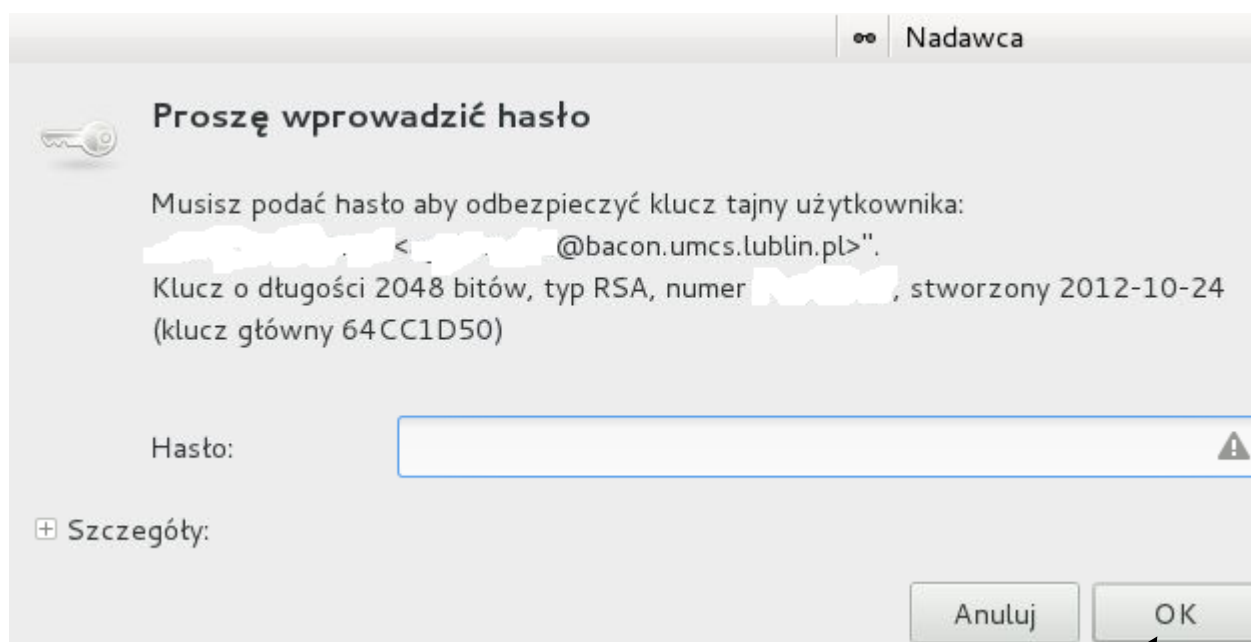 Nadawca
Proszę wprowadzić hasło
Musisz podać hasło aby odbezpieczyć klucz tajny użytkownika:
< @bacon.umcs.lublin.pl>".
Klucz o długości 2048 bitów, typ RSA, numer , stworzony 2012-10-24
(klucz główny 64CC1D50)
Hasło:
Szczegóły:
Anuluj OK